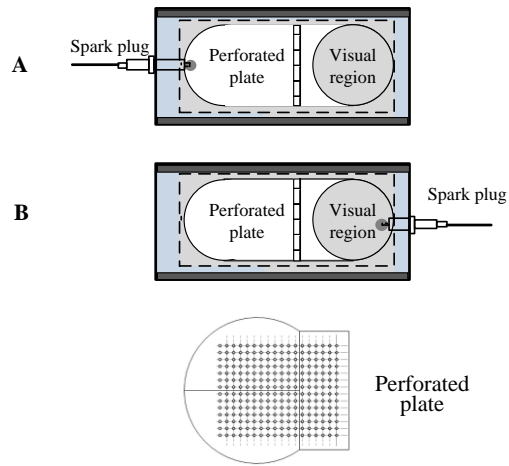 Spark plug
A
Perforated
plate
Visual
region
B
Perforated
plate
Visual
region
Spark plug
Perforated
plate